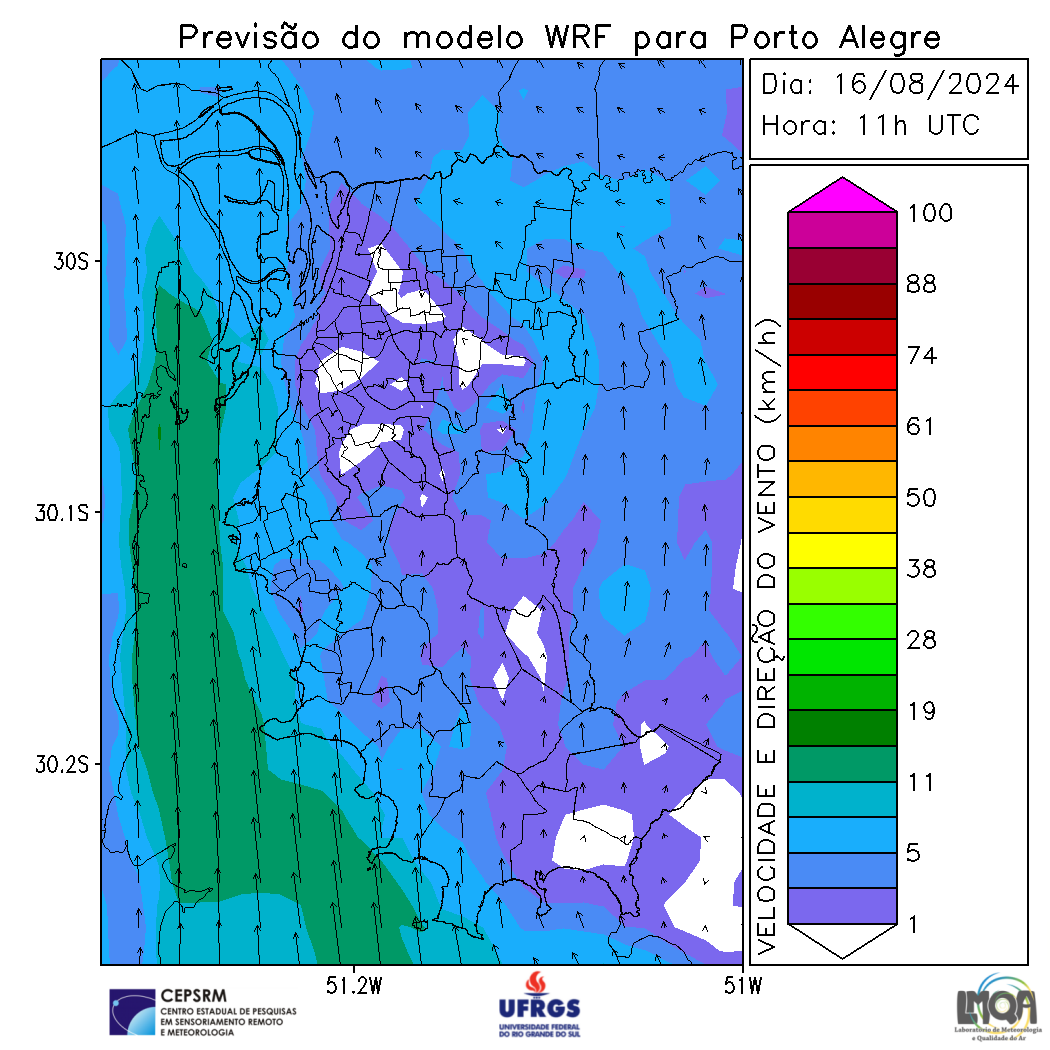 Previsão do modelo WRF para Porto Alegre
Dia: 16/08/2024
Hora: 11h UTC
30S
30.1S
30.2S
51.2W
51W
VELOCIDADE E DIREÇÃO DO VENTO (km/h)
100
88
74
61
50
38
28
19
11
5
1
CEPSRM
CENTRO ESTADUAL DE PESQUISAS
EM SENSORIAMENTO REMOTO
E METEOROLOGIA
UFRGS
UNIVERSIDADE FEDERAL
DO RIO GRANDE DO SUL
LMQA
Laboratório de Meteorologia
e Qualidade do Ar